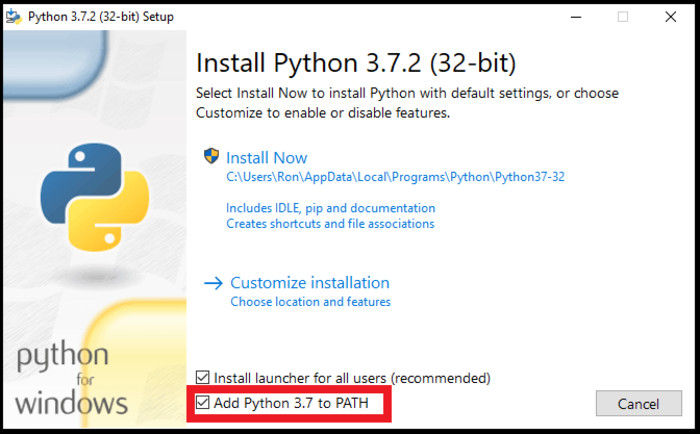 Python 3.7.2 (32-bit) Setup
Install Python 3.7.2 (32-bit)
Select Install Now to install Python with default settings, or choose
Customize to enable or disable features.
Install Now
C:\Users\Ron\AppData\Local\Programs\Python\Python37-32
Includes IDLE, pip and documentation
Creates shortcuts and file associations
Customize installation
Choose location and features
python
for
windows
Install launcher for all users (recommended)
Add Python 3.7 to PATH
Cancel